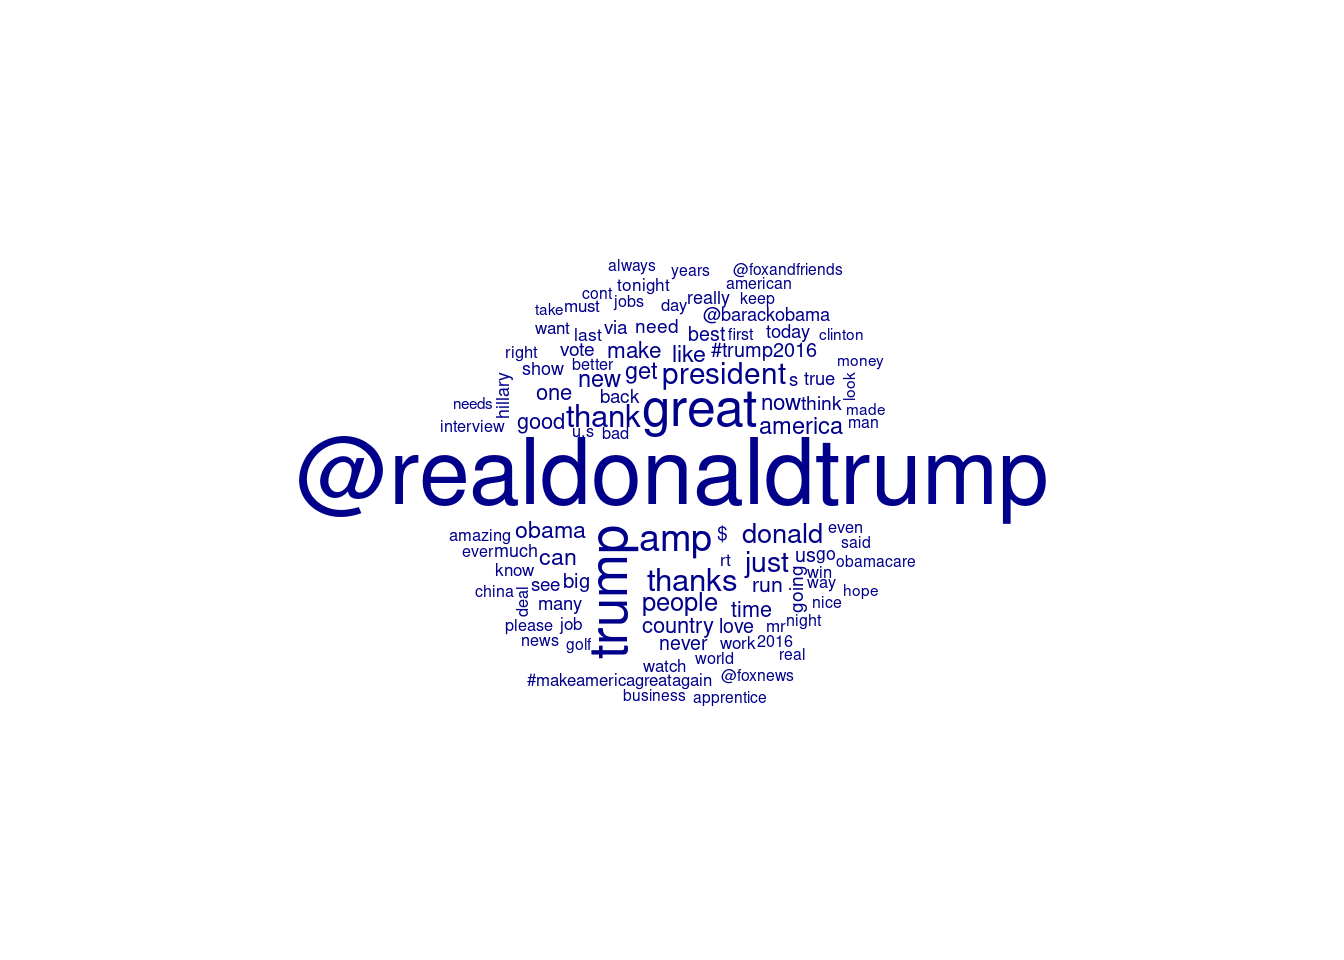 always
years
@foxandfriends
tonight
american
cont
jobs
day
really
keep
take
must
@barackobama
want
last
via
need
best
first
today
clinton
right
vote
make
like
#trump2016
money
show
better
new
get
president
s
true
look
hillary
needs
one
back
great
now
think
made
interview
good
thank
u.s
bad
america
man
@realdonaldtrump
amazing
obama
trump
amp
$
donald
even
said
ever
much
can
rt
just
us
go
obamacare
know
see
big
thanks
run
going
win
way
hope
china
deal
many
people
time
nice
please
job
country
love
mr
night
news
golf
never
work
2016
real
watch
world
#makeamericagreatagain
@foxnews
business
apprentice